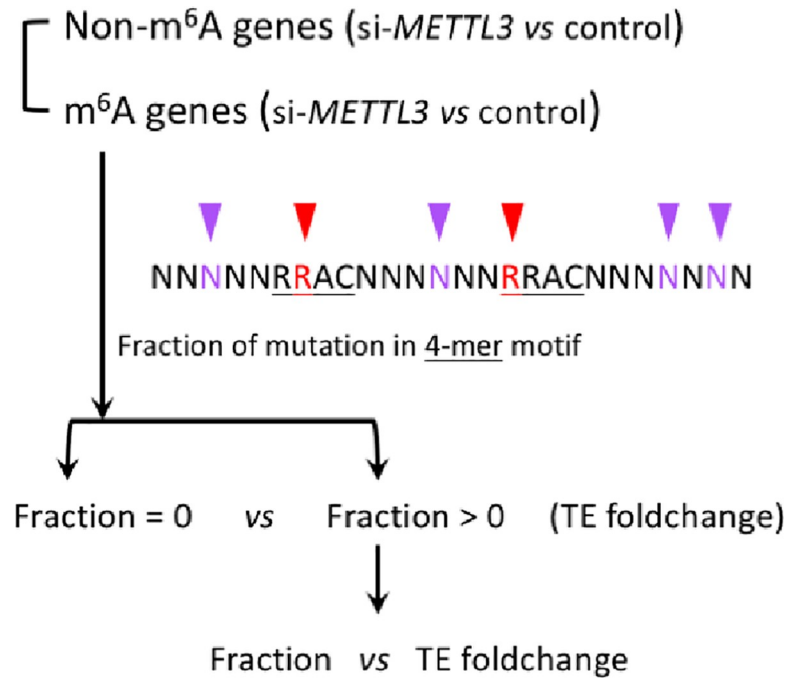 Non-m⁶A genes (si-METTL3 vs control)
m⁶A genes (si-METTL3 vs control)
NNNNNRRACNNNNNNRRACNNNNNNN
Fraction of mutation in 4-mer motif
Fraction = 0 vs Fraction > 0 (TE foldchange)
Fraction vs TE foldchange